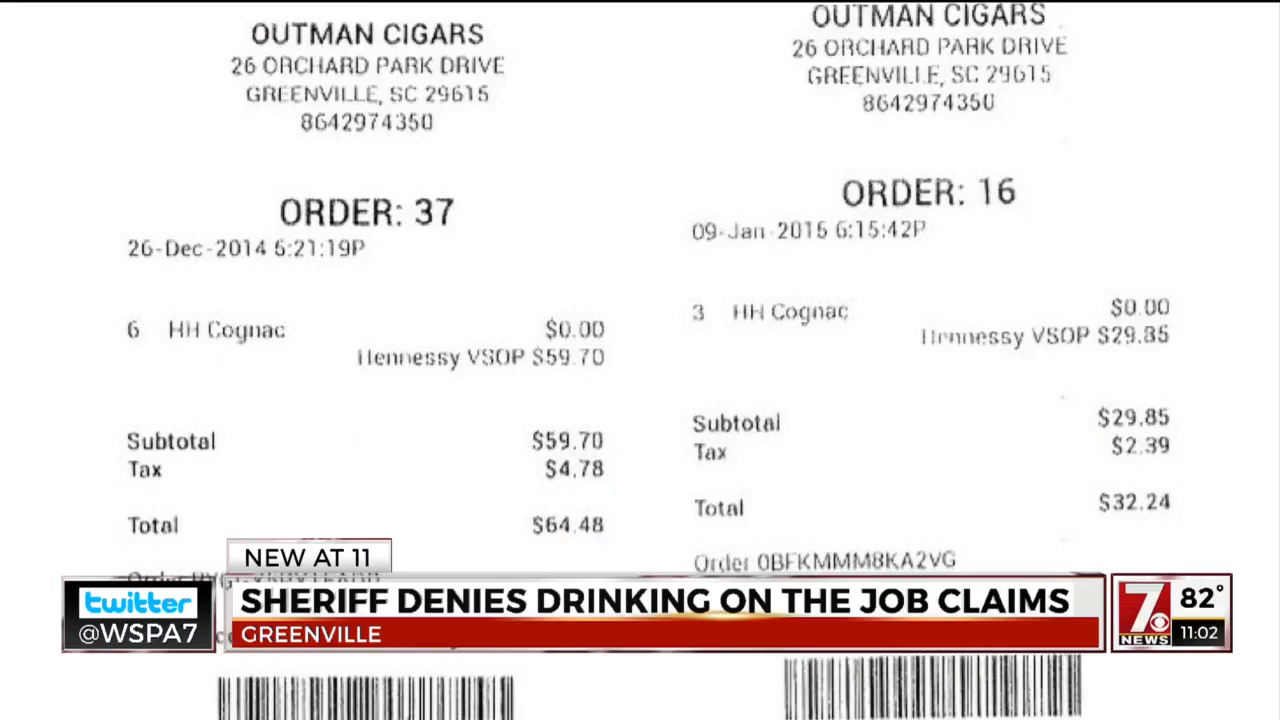 OUTMAN CIGARS
26 ORCHARD PARK DRIVE
GREENVILLE, SC 29615
8642974350
ORDER: 37
26-Dec-2014 5:21:19P
6 HH Cognac $0.00
Hennessy VSOP $59.70
Subtotal $59.70
Tax $4.78
Total $64.48
Order
OUTMAN CIGARS
26 ORCHARD PARK DRIVE
GREENVILLE, SC 29615
8642974350
ORDER: 16
09-Jan-2015 6:15:42P
3 HH Cognac $0.00
Hennessy VSOP $29.85
Subtotal $29.85
Tax $2.39
Total $32.24
Order 0BFKMMM8KA2VG
NEW AT 11
twitter
@WSPA7
SHERIFF DENIES DRINKING ON THE JOB CLAIMS
GREENVILLE
7
NEWS
82°
11:02